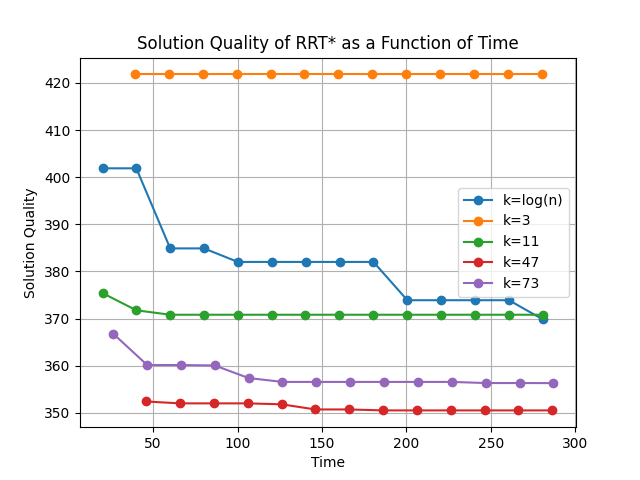 Solution Quality of RRT* as a Function of Time
420
410
400
390
380
370
360
350
Solution Quality
k=log(n)
k=3
k=11
k=47
k=73
50 100 150 200 250 300
Time